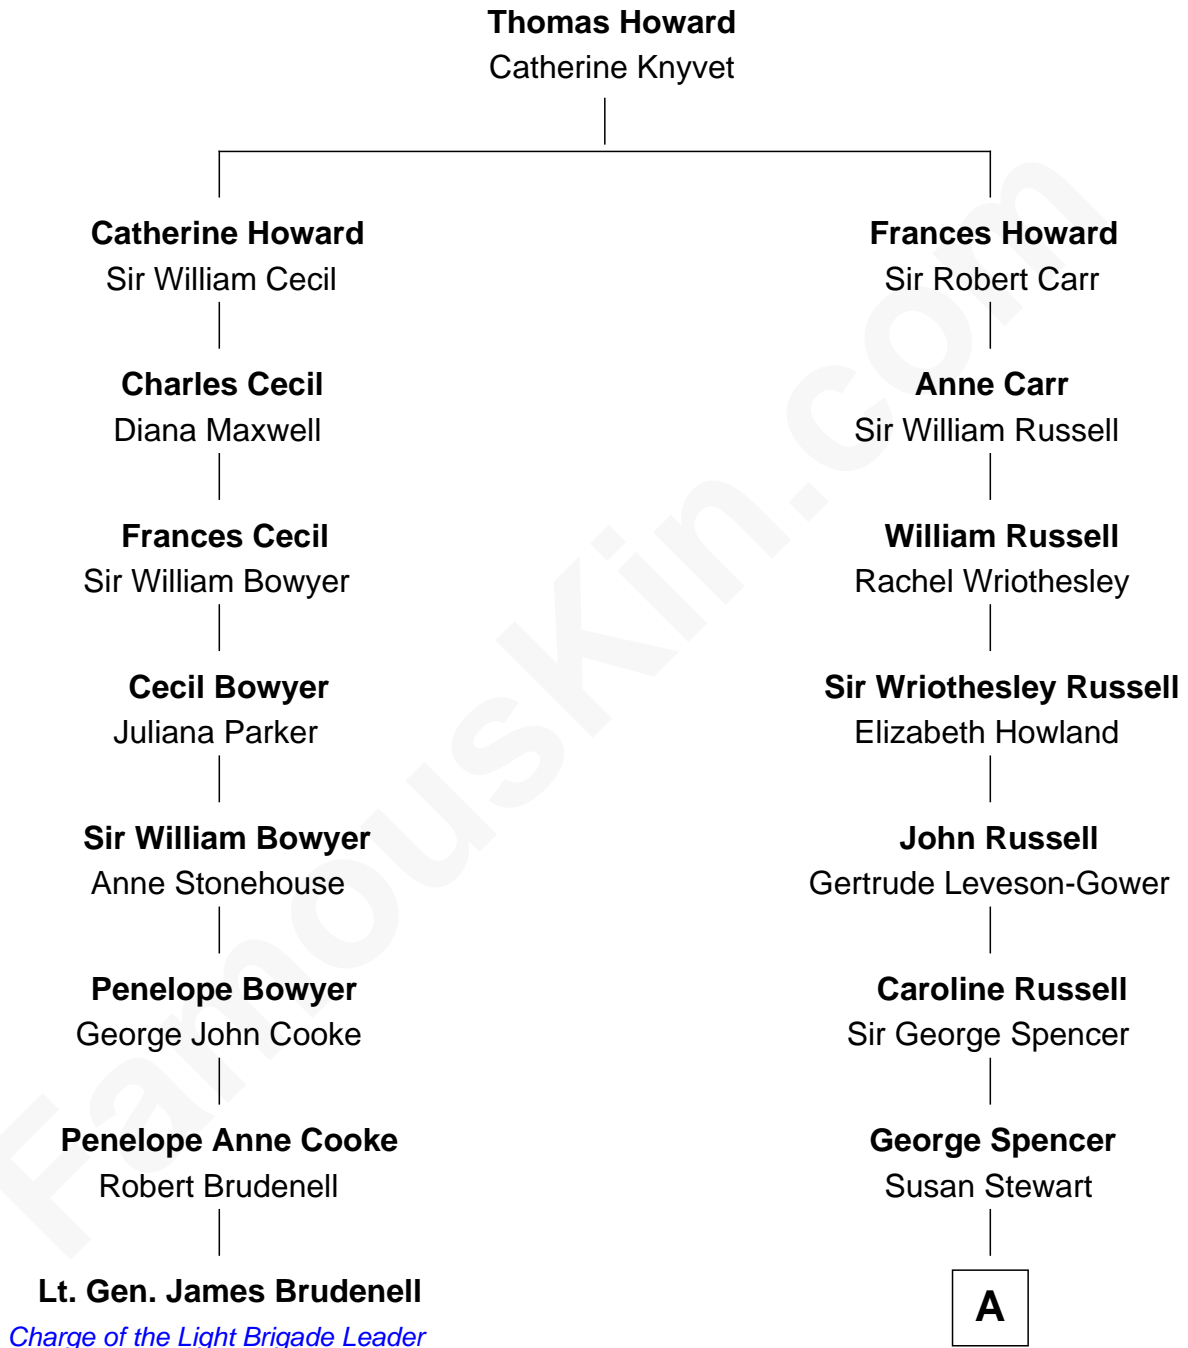 Thomas Howard
Catherine Knyvet
Catherine Howard
Sir William Cecil
Frances Howard
Sir Robert Carr
Charles Cecil
Diana Maxwell
Anne Carr
Sir William Russell
Frances Cecil
Sir William Bowyer
William Russell
Rachel Wriothesley
Cecil Bowyer
Juliana Parker
Sir Wriothesley Russell
Elizabeth Howland
Sir William Bowyer
Anne Stonehouse
John Russell
Gertrude Leveson-Gower
Penelope Bowyer
George John Cooke
Caroline Russell
Sir George Spencer
Penelope Anne Cooke
Robert Brudenell
George Spencer
Susan Stewart
Lt. Gen. James Brudenell
Charge of the Light Brigade Leader
A
FamousKin.com